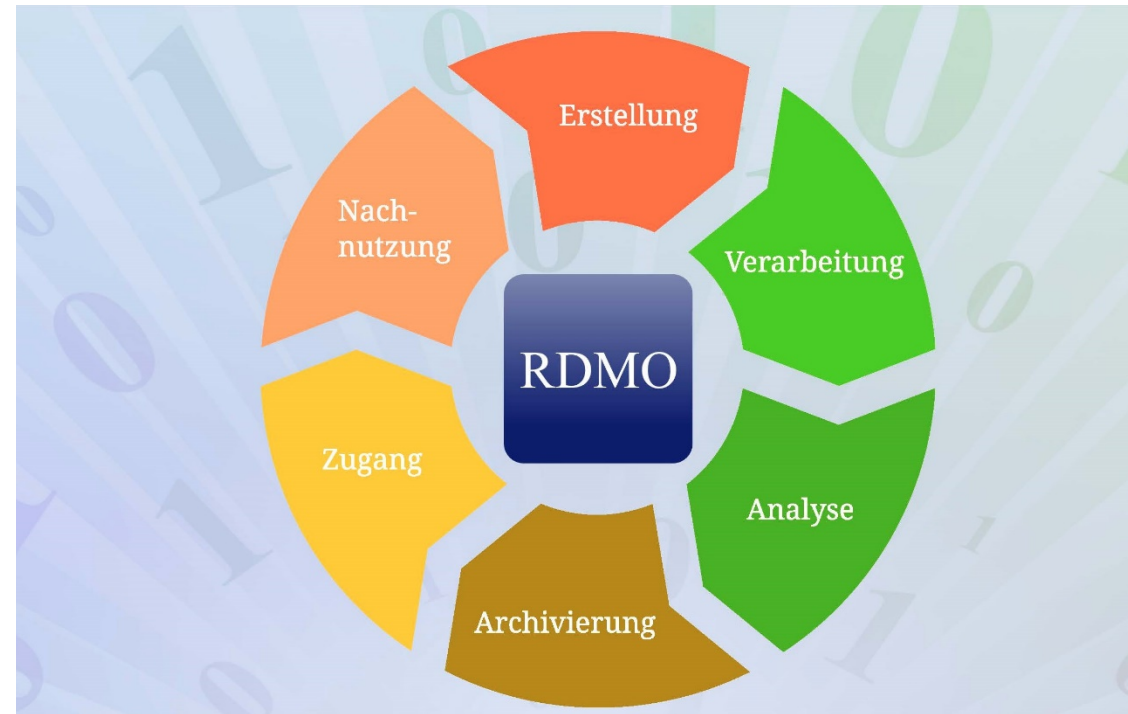 Erstellung
Verarbeitung
Analyse
Archivierung
Zugang
Nach-
nutzung
RDMO